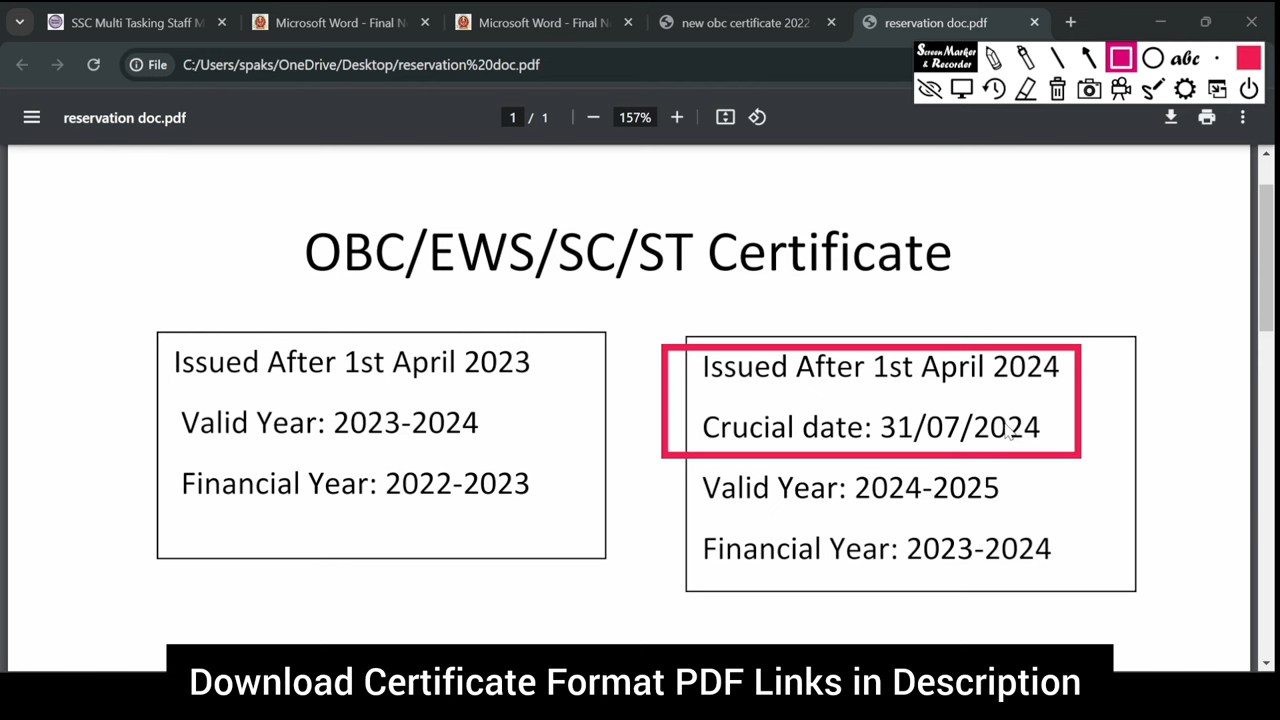 SSC Multi Tasking Staff M
Microsoft Word - Final N
Microsoft Word - Final N
new obc certificate 2022
reservation doc.pdf
File
C:/Users/spaks/OneDrive/Desktop/reservation%20doc.pdf
Screen Marker
& Recorder
abc
reservation doc.pdf
1 / 1
157%
OBC/EWS/SC/ST Certificate
Issued After 1st April 2023
Valid Year: 2023-2024
Financial Year: 2022-2023
Issued After 1st April 2024
Crucial date: 31/07/2024
Valid Year: 2024-2025
Financial Year: 2023-2024
Download Certificate Format PDF Links in Description